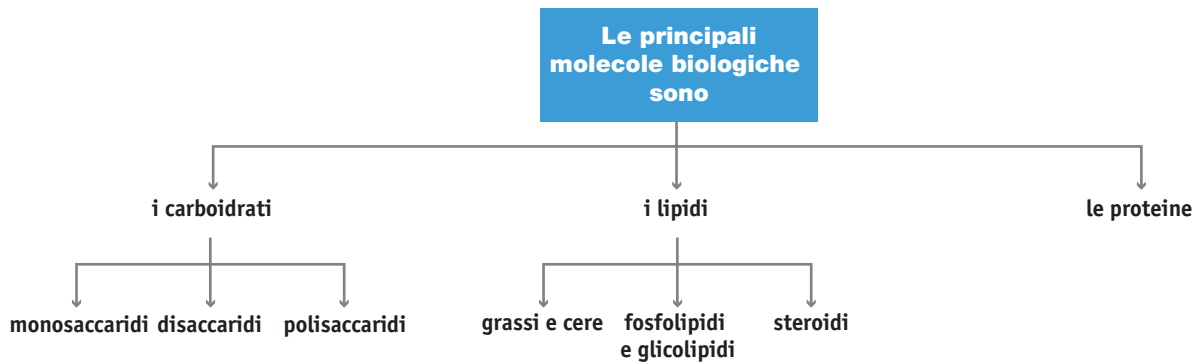 Le principali
molecole biologiche
sono
i carboidrati
i lipidi
le proteine
monosaccaridi
disaccaridi
polisaccaridi
grassi e cere
fosfolipidi
e glicolipidi
steroidi